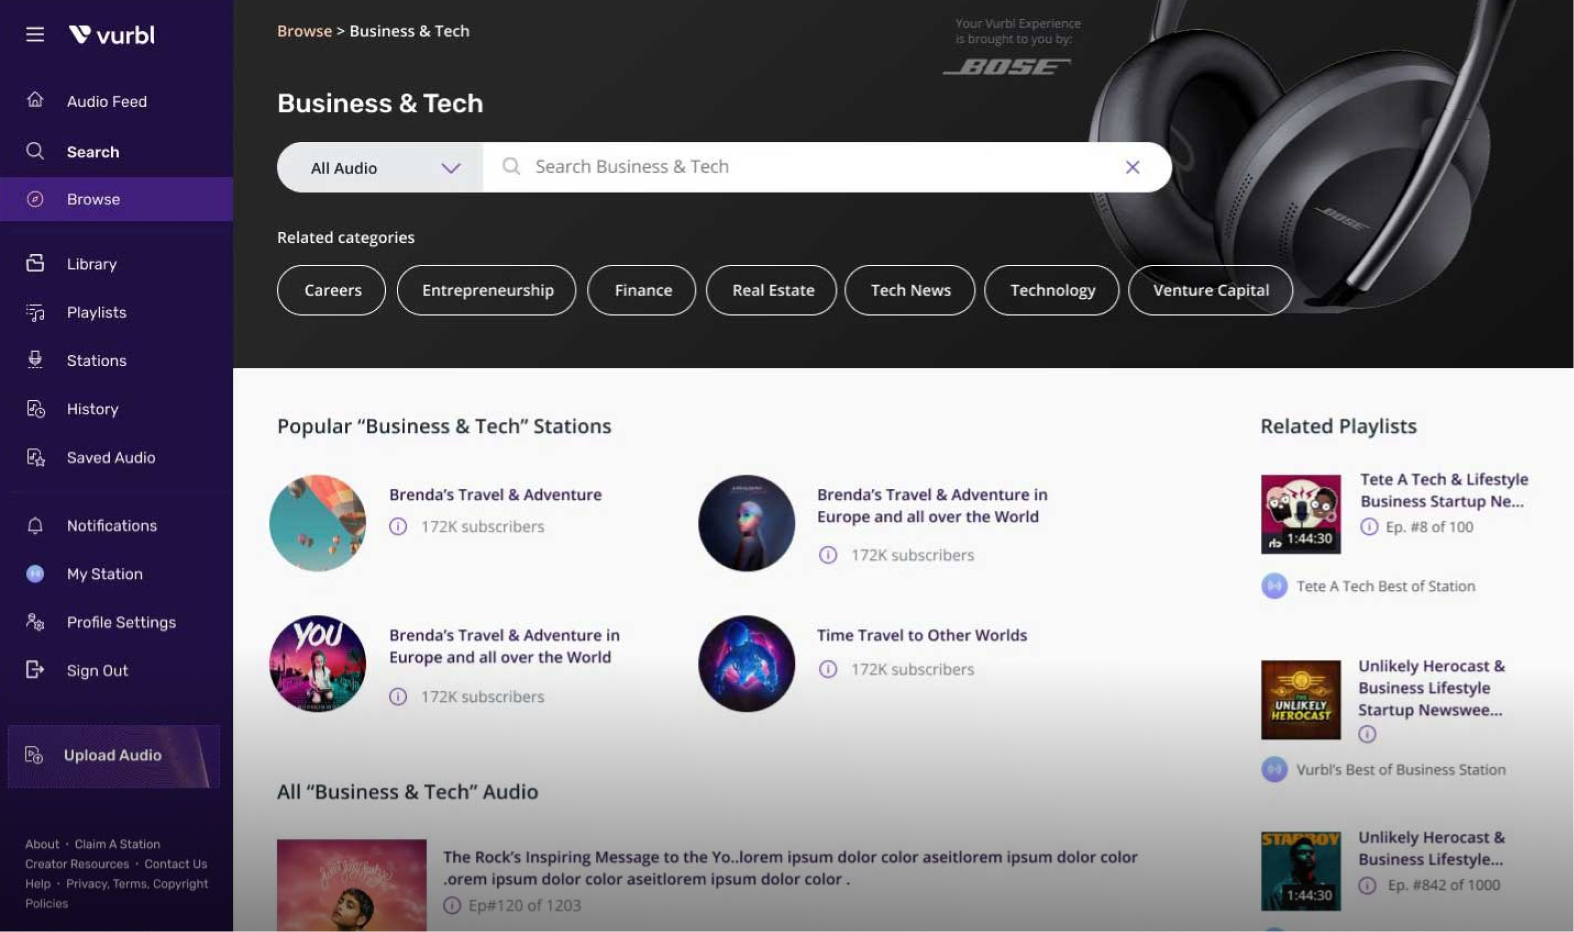 vurbl
Audio Feed
Search
Browse
Library
Playlists
Stations
History
Saved Audio
Notifications
My Station
Profile Settings
Sign Out
Upload Audio
About · Claim A Station
Creator Resources · Contact Us
Help · Privacy, Terms, Copyright
Policies
Browse > Business & Tech
Your Vurbl Experience
is brought to you by:
BOSE
BOSE
Business & Tech
All Audio
Search Business & Tech
Related categories
Careers
Entrepreneurship
Finance
Real Estate
Tech News
Technology
Venture Capital
Popular “Business & Tech” Stations
Brenda’s Travel & Adventure
172K subscribers
Brenda’s Travel & Adventure in
Europe and all over the World
172K subscribers
YOU
Brenda’s Travel & Adventure in
Europe and all over the World
172K subscribers
Time Travel to Other Worlds
172K subscribers
All “Business & Tech” Audio
The Rock’s Inspiring Message to the Yo..lorem ipsum dolor color aseitlorem ipsum dolor color
.orem ipsum dolor color aseitlorem ipsum dolor color .
Ep#120 of 1203
Related Playlists
1:44:30
Tete A Tech & Lifestyle
Business Startup Ne...
Ep. #8 of 100
Tete A Tech Best of Station
THE
UNLIKELY
HEROCAST
Unlikely Herocast &
Business Lifestyle
Startup Newswee...
Vurbl’s Best of Business Station
STARBOY
1:44:30
Unlikely Herocast &
Business Lifestyle...
Ep. #842 of 1000